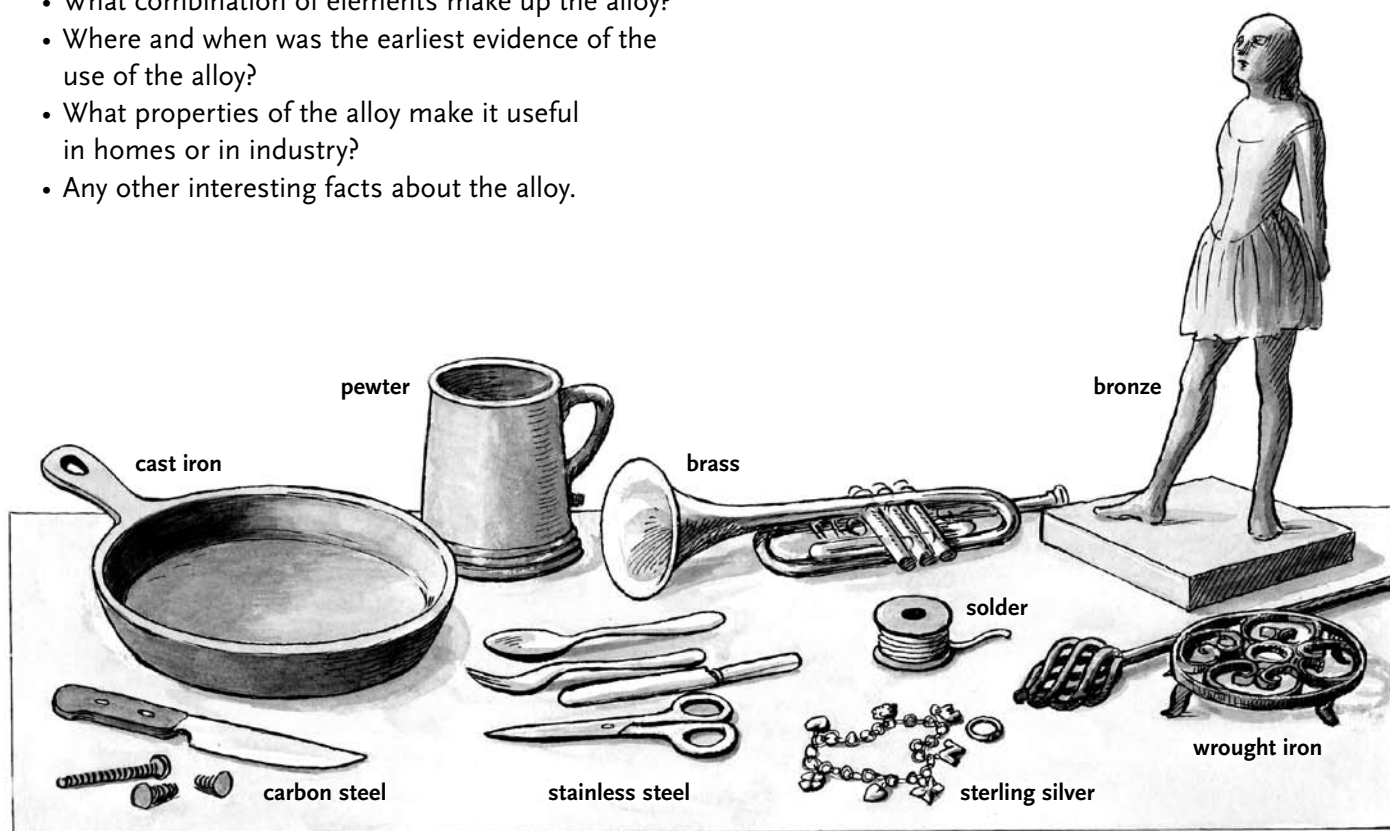 • What combination of elements make up the alloy?
• Where and when was the earliest evidence of the
use of the alloy?
• What properties of the alloy make it useful
in homes or in industry?
• Any other interesting facts about the alloy.
pewter
bronze
cast iron
brass
solder
wrought iron
carbon steel
stainless steel
sterling silver